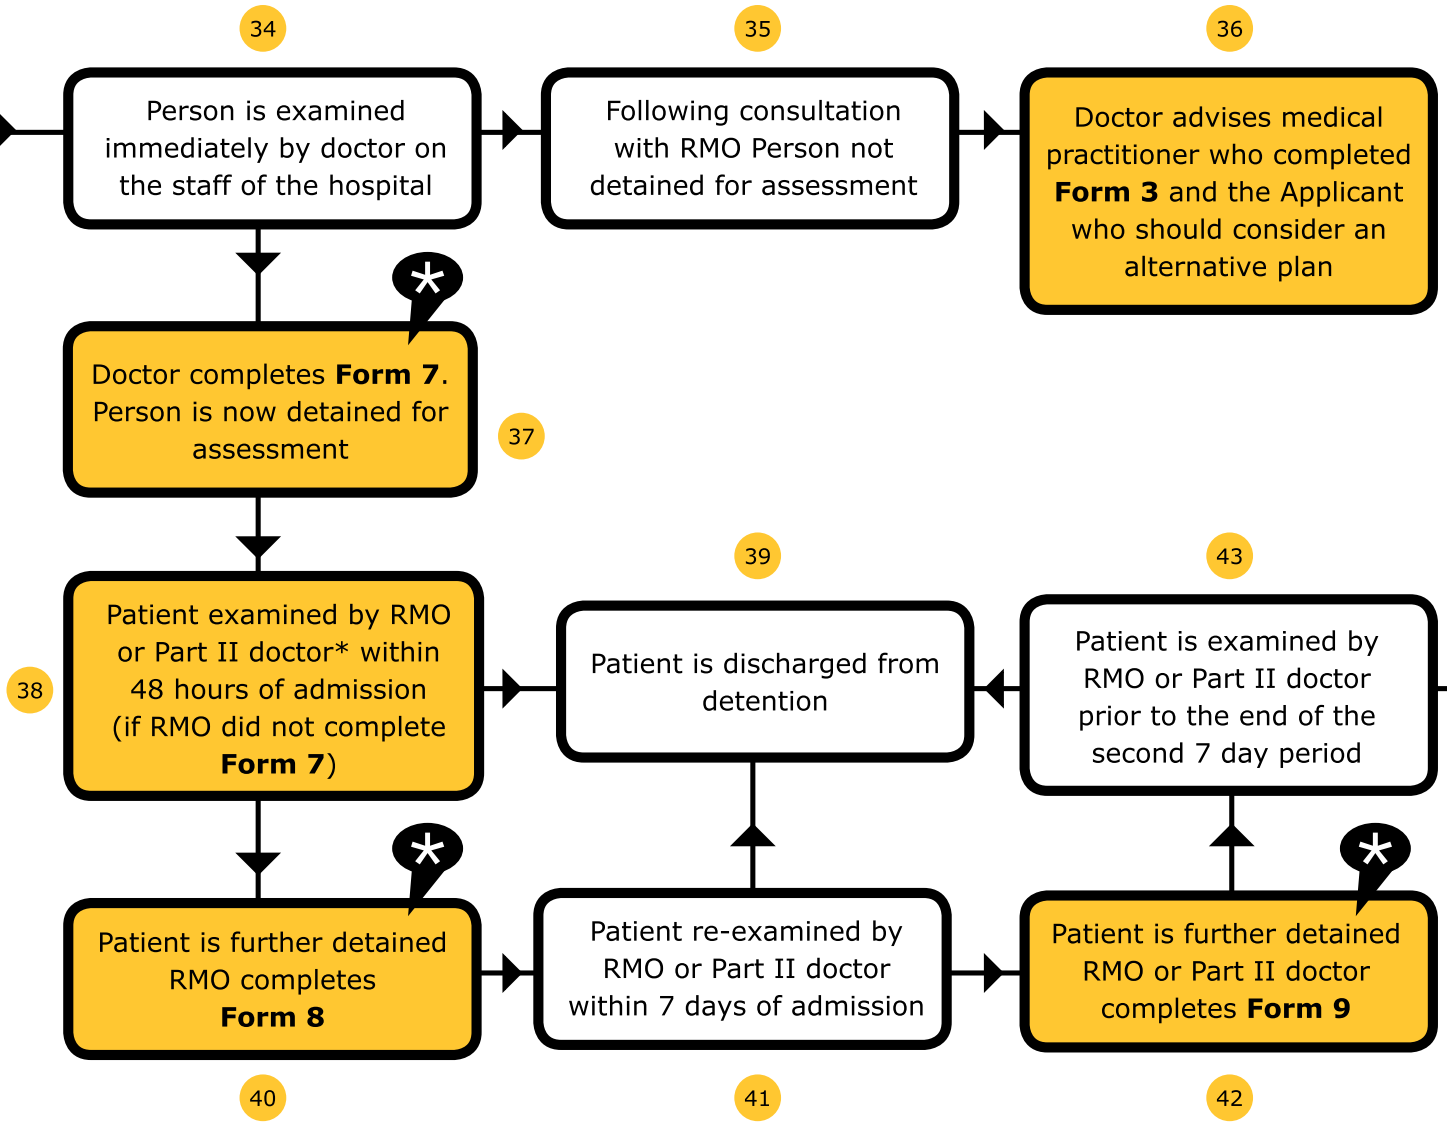 34
35
36
Person is examined
immediately by doctor on
the staff of the hospital
Following consultation
with RMO Person not
detained for assessment
Doctor advises medical
practitioner who completed
Form 3 and the Applicant
who should consider an
alternative plan
*
Doctor completes Form 7.
Person is now detained for
assessment
37
38
Patient examined by RMO
or Part II doctor* within
48 hours of admission
(if RMO did not complete
Form 7)
39
Patient is discharged from
detention
43
Patient is examined by
RMO or Part II doctor
prior to the end of the
second 7 day period
*
Patient is further detained
RMO completes
Form 8
40
Patient re-examined by
RMO or Part II doctor
within 7 days of admission
41
*
Patient is further detained
RMO or Part II doctor
completes Form 9
42